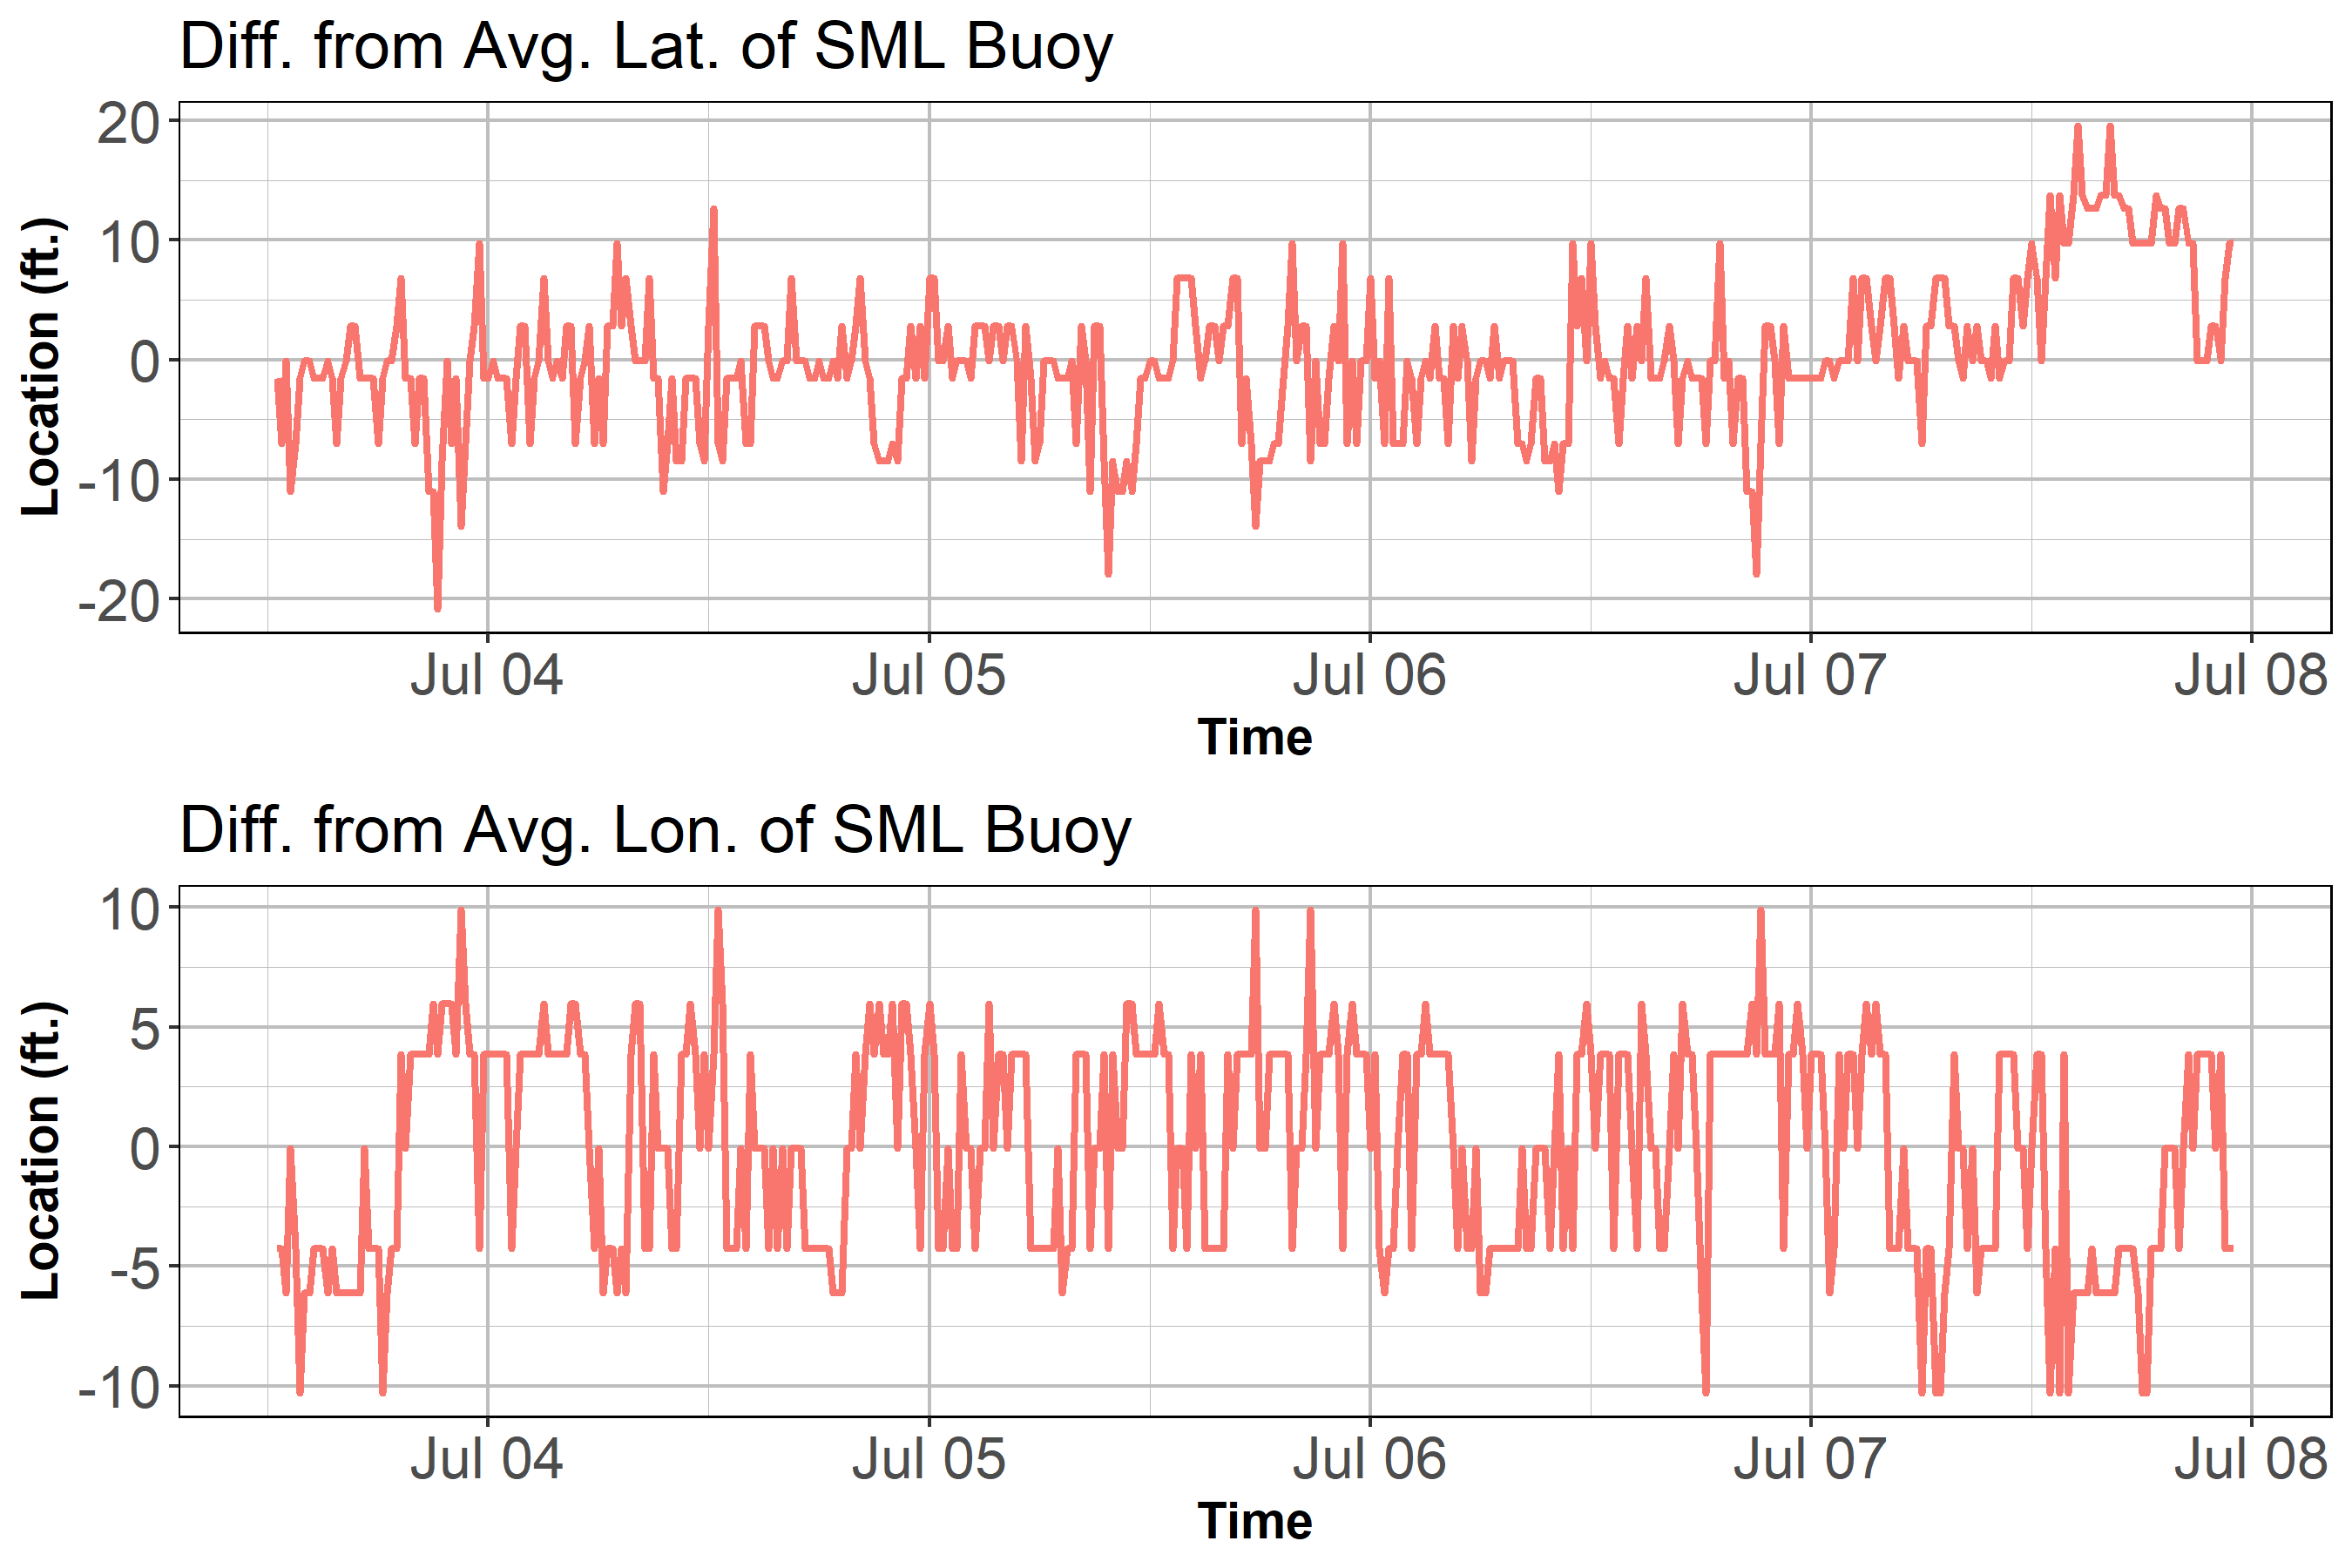 Diff. from Avg. Lat. of SML Buoy
Location (ft.)
20
10
0
-10
-20
Jul 04 Jul 05 Jul 06 Jul 07 Jul 08
Time
Diff. from Avg. Lon. of SML Buoy
Location (ft.)
10
5
0
-5
-10
Jul 04 Jul 05 Jul 06 Jul 07 Jul 08
Time